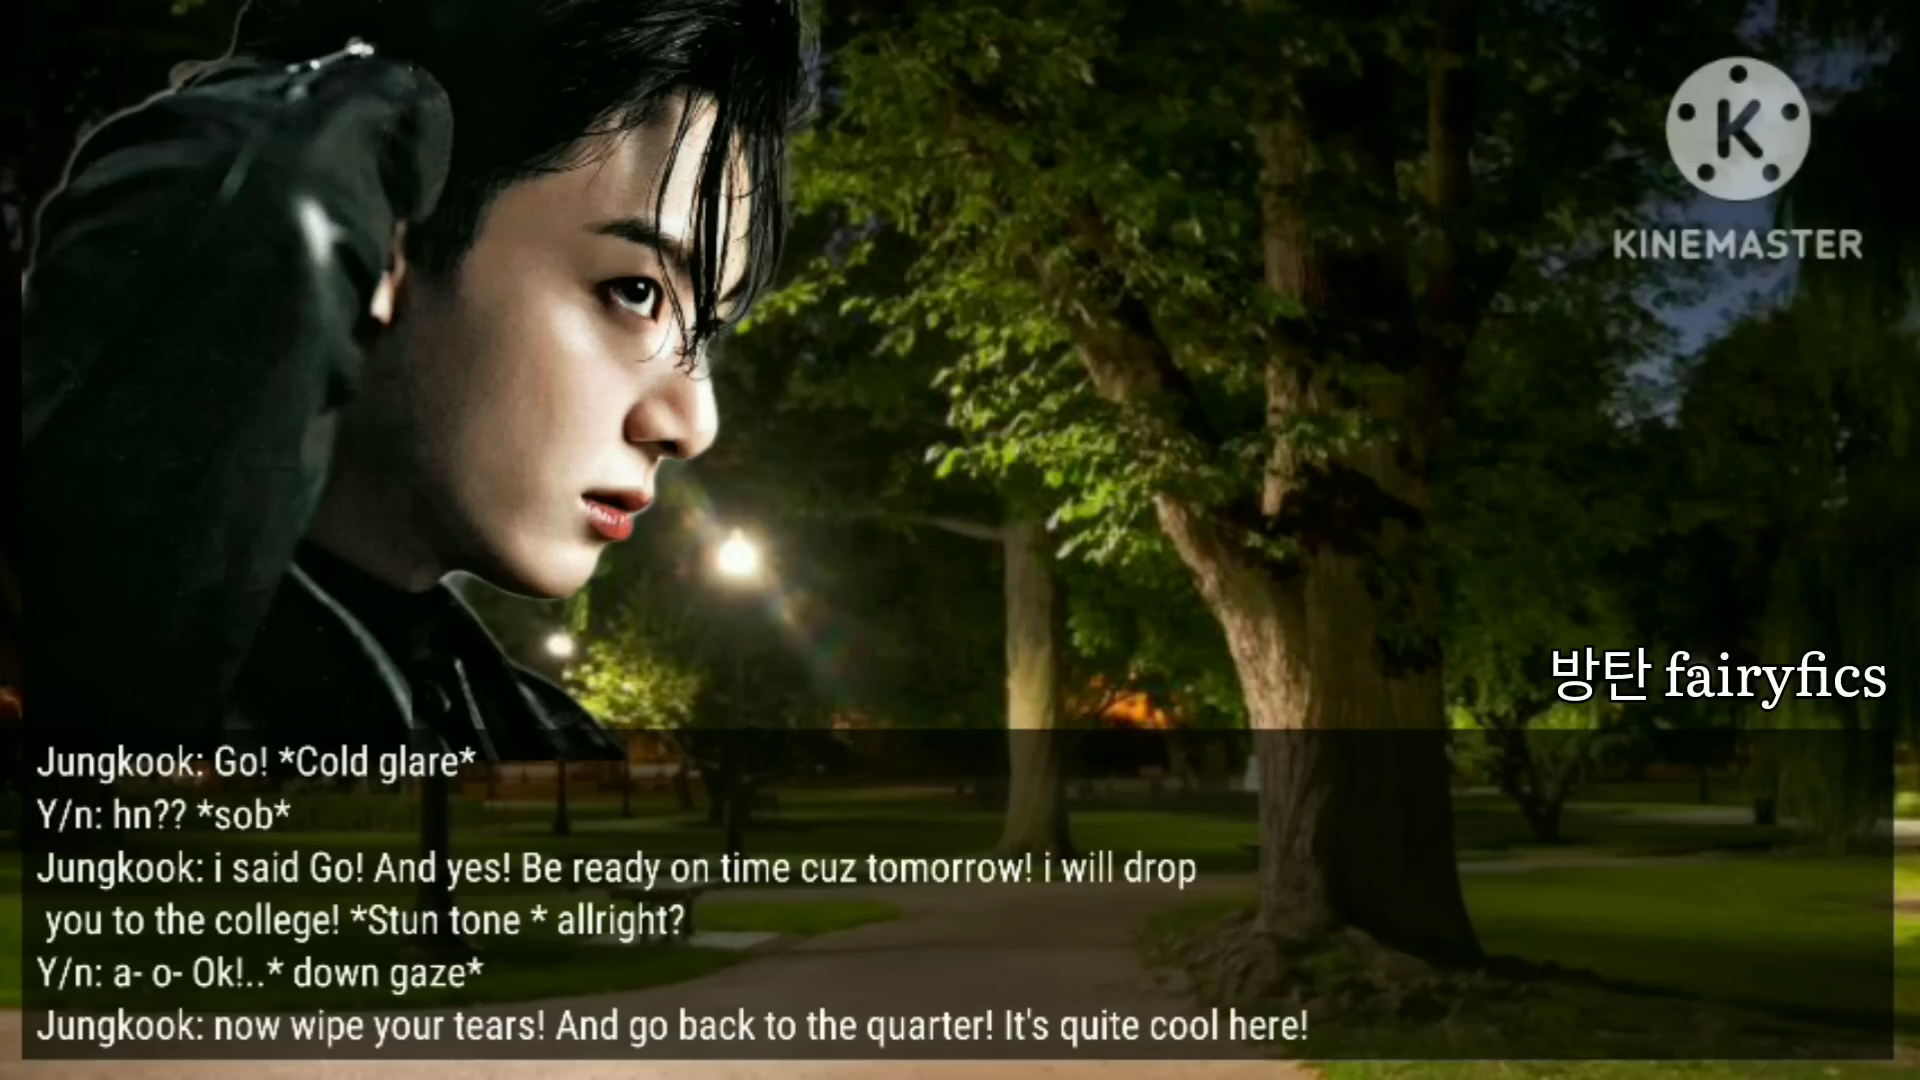 KINEMASTER
방탄 fairyfics
Jungkook: Go! *Cold glare*
Y/n: hn?? *sob*
Jungkook: i said Go! And yes! Be ready on time cuz tomorrow! i will drop
you to the college! *Stun tone * allright?
Y/n: a- o- Ok!..* down gaze*
Jungkook: now wipe your tears! And go back to the quarter! It's quite cool here!